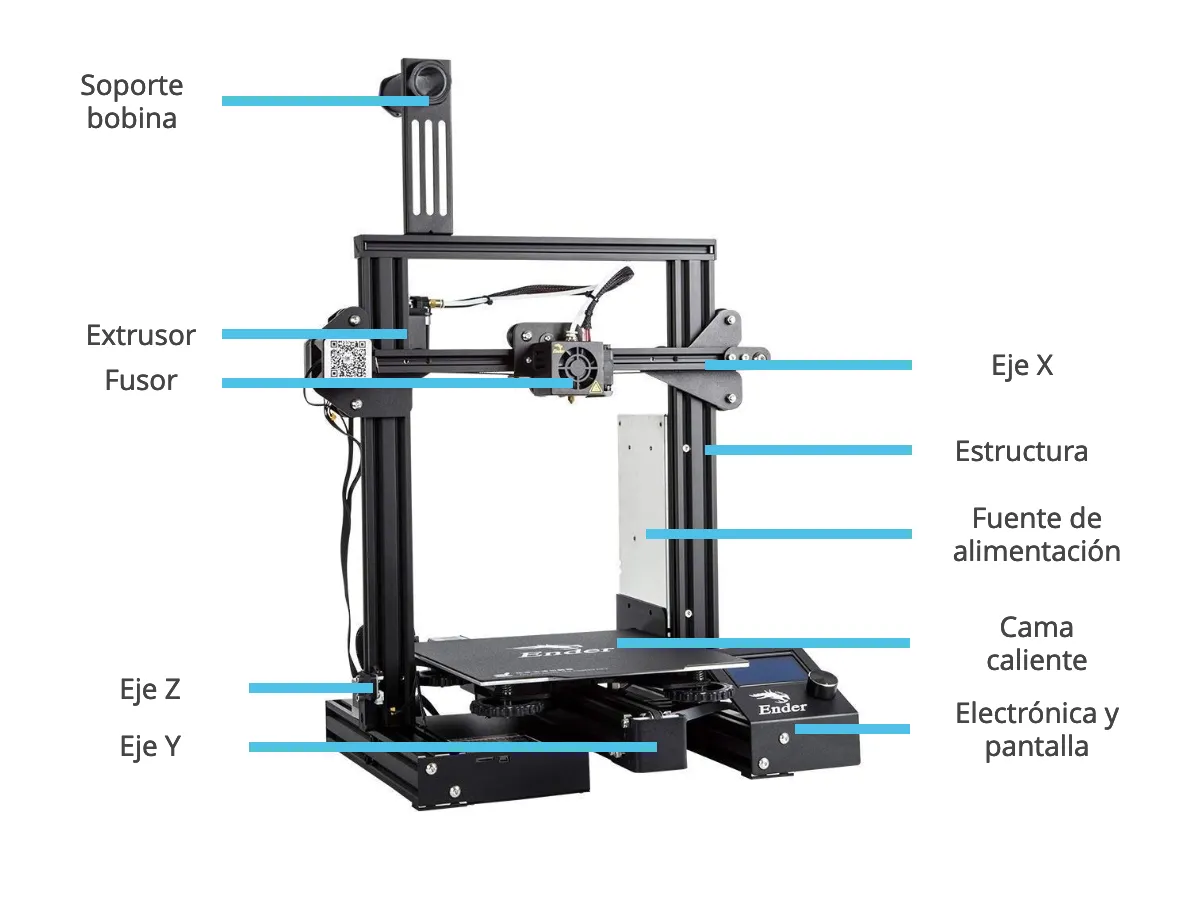 Soporte
bobina
Extrusor
Fusor
Eje X
Estructura
Fuente de
alimentación
Cama
caliente
Eje Z
Eje Y
Electrónica y
pantalla
Ender
Ender